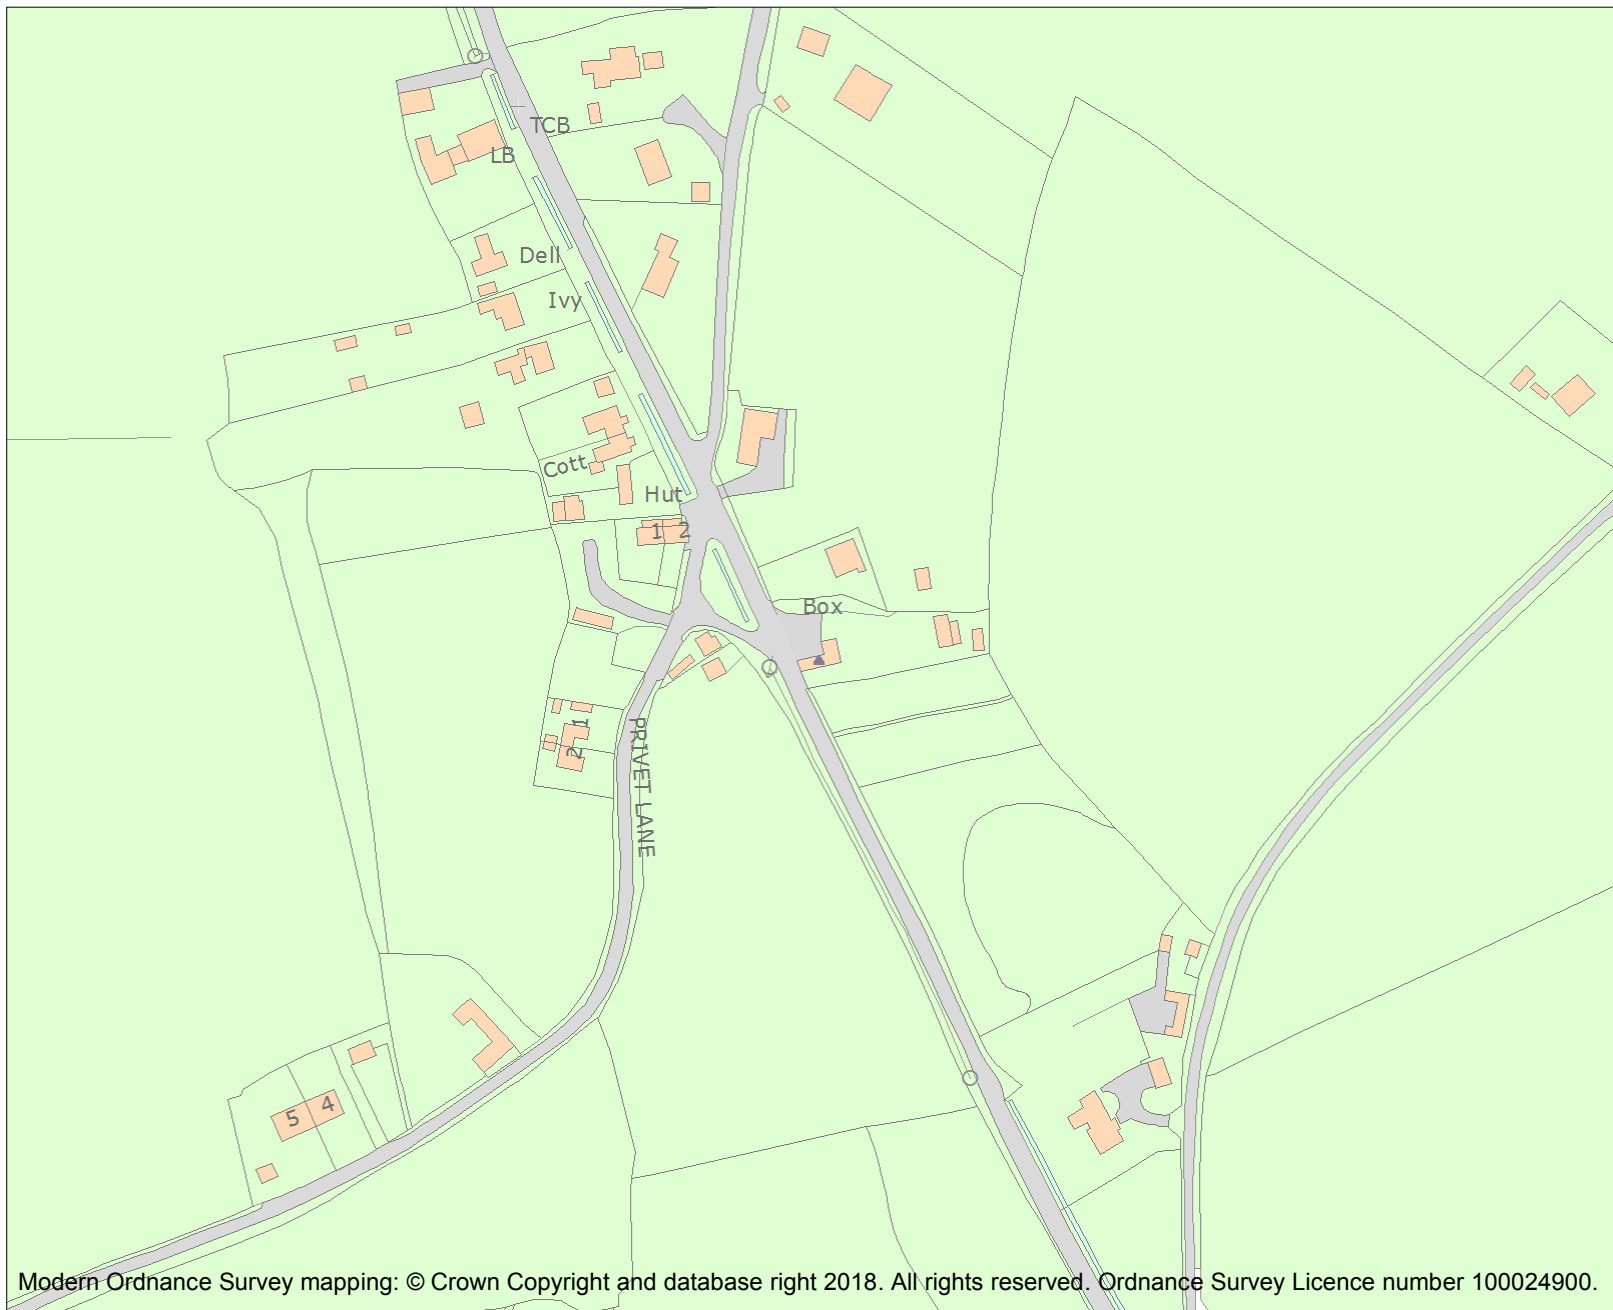 TCB
LB
Dell
Ivy
Cott
Hut
1 2
Box
1
2
PRIVET LANE
5 4
Modern Ordnance Survey mapping: © Crown Copyright and database right 2018. All rights reserved. Ordnance Survey Licence number 100024900.